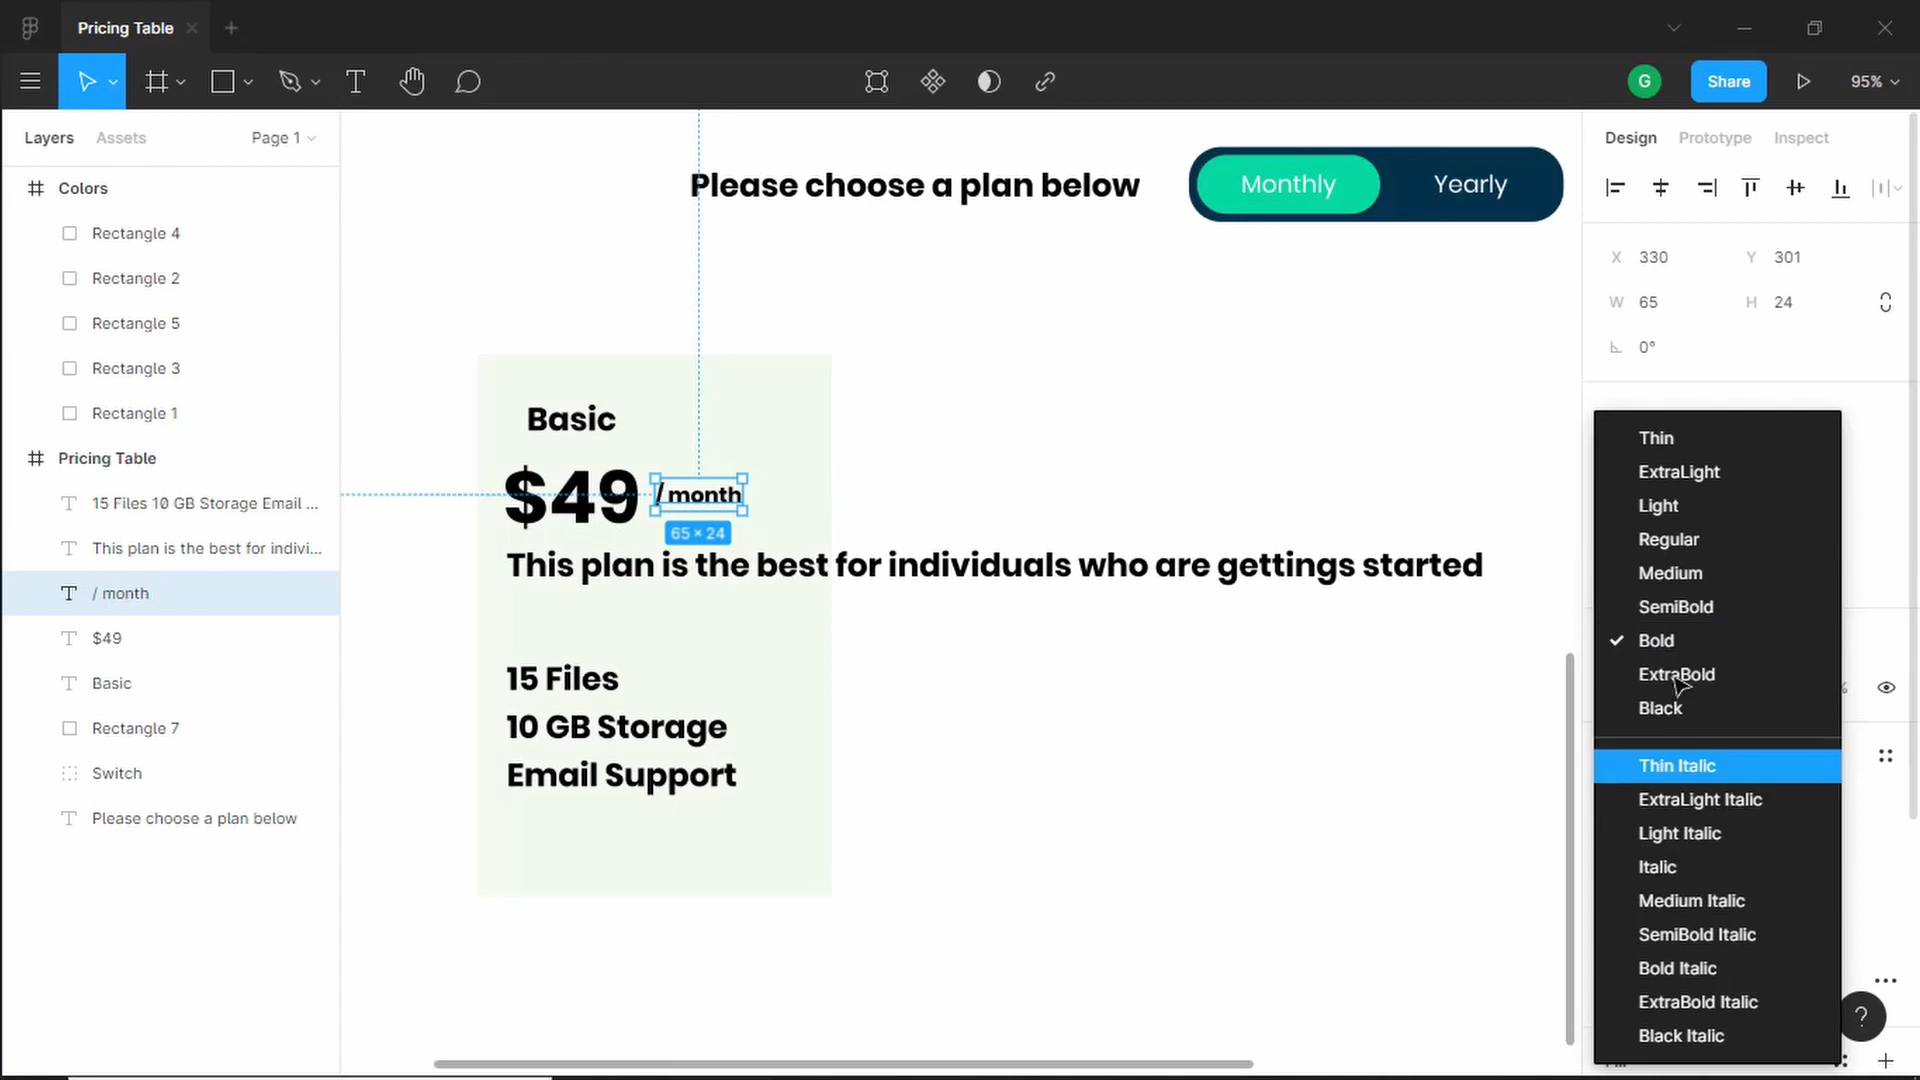 Pricing Table
G
Share
95%
Layers
Assets
Page 1
Colors
Rectangle 4
Rectangle 2
Rectangle 5
Rectangle 3
Rectangle 1
Pricing Table
15 Files 10 GB Storage Email ...
This plan is the best for indivi...
/ month
$49
Basic
Rectangle 7
Switch
Please choose a plan below
Please choose a plan below
Monthly
Yearly
Basic
$49
/ month
65 × 24
This plan is the best for individuals who are gettings started
15 Files
10 GB Storage
Email Support
Design
Prototype
Inspect
X 330
Y 301
W 65
H 24
0°
Thin
ExtraLight
Light
Regular
Medium
SemiBold
Bold
ExtraBold
Black
Thin Italic
ExtraLight Italic
Light Italic
Italic
Medium Italic
SemiBold Italic
Bold Italic
ExtraBold Italic
Black Italic
?